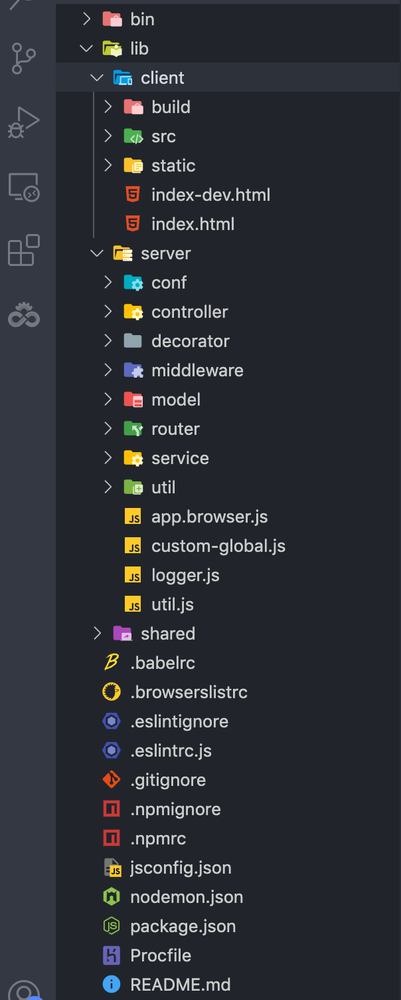 bin
lib
client
build
src
static
index-dev.html
index.html
server
conf
controller
decorator
middleware
model
router
service
util
app.browser.js
custom-global.js
logger.js
util.js
shared
.babelrc
.browserslistrc
.eslintignore
.eslintrc.js
.gitignore
.npmignore
.npmrc
jsconfig.json
nodemon.json
package.json
Procfile
README.md